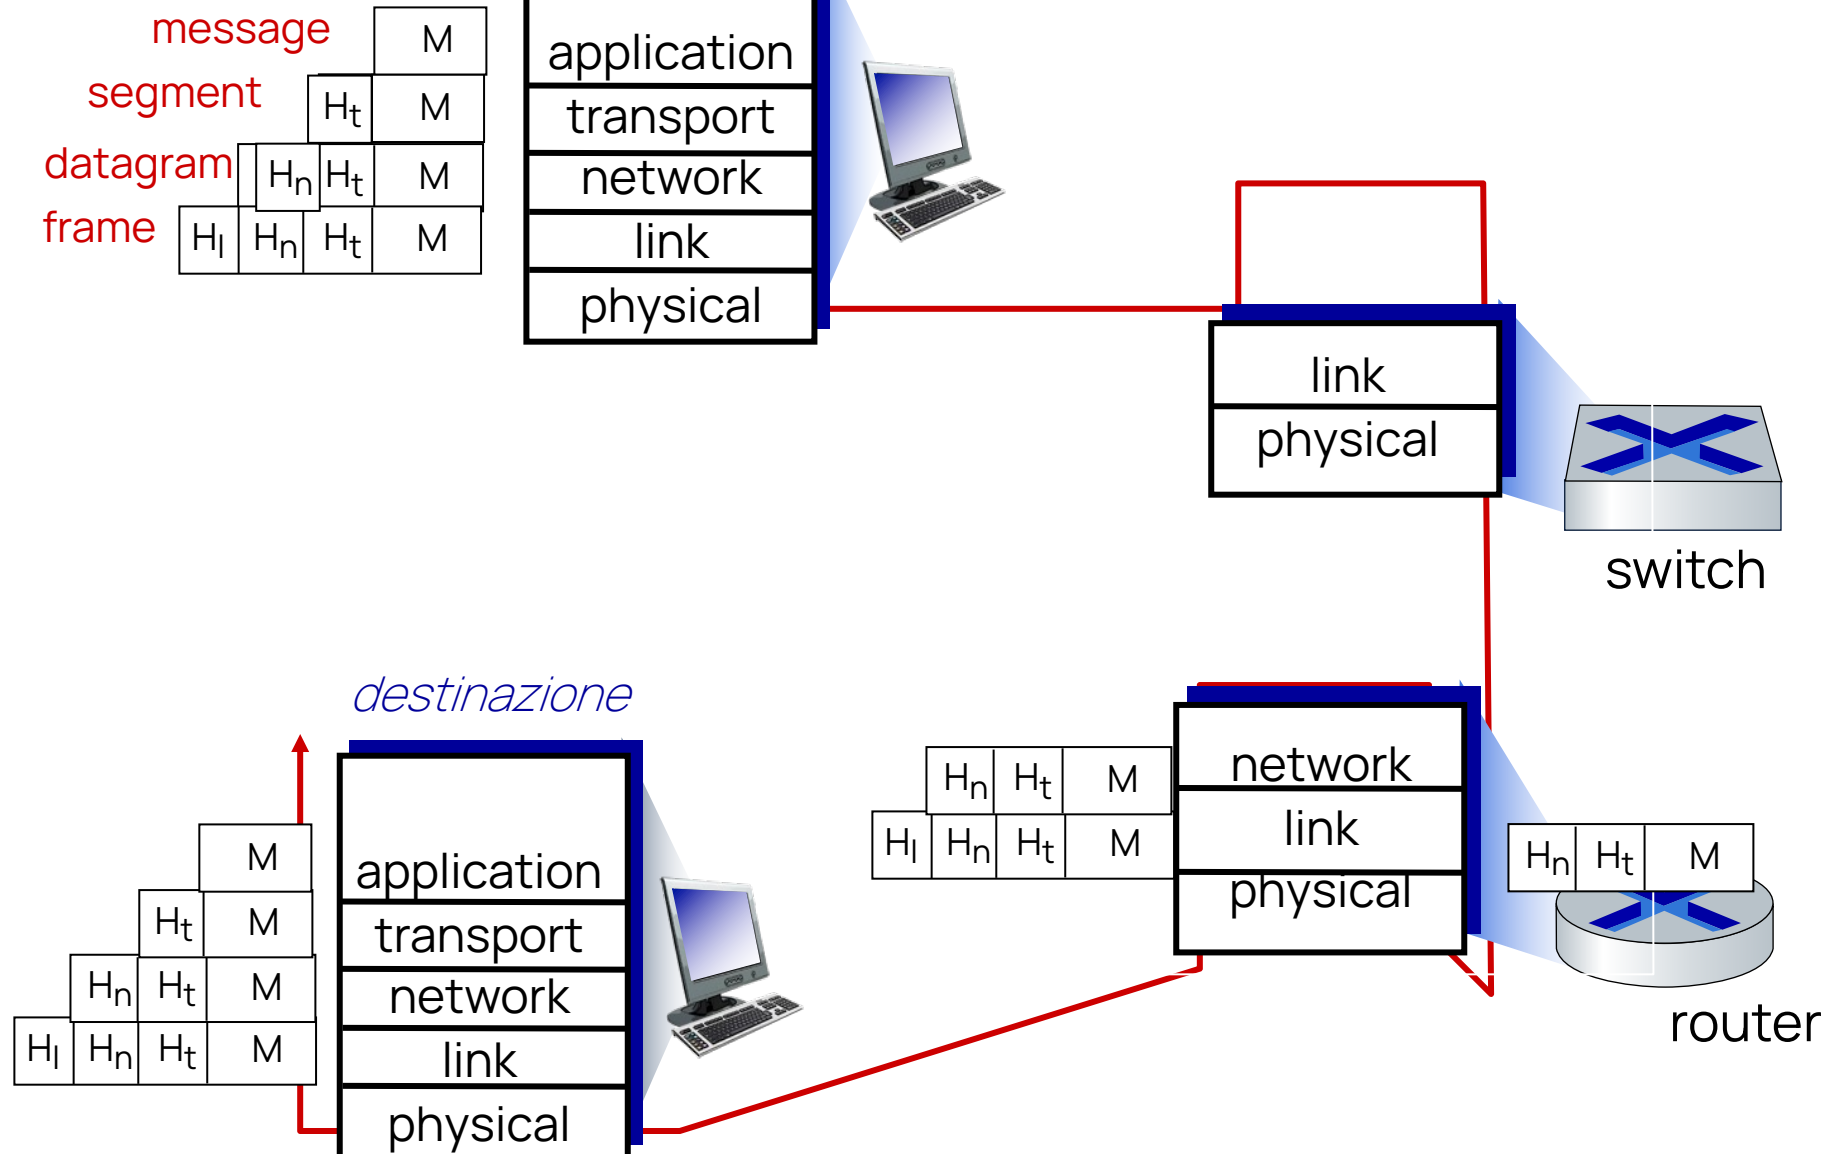 message M
segment Ht M
datagram Hn Ht M
frame Hl Hn Ht M
application
transport
network
link
physical
link
physical
switch
destinazione
M
Ht M
Hn Ht M
Hl Hn Ht M
application
transport
network
link
physical
Hn Ht M
Hl Hn Ht M
network
link
physical
Hn Ht M
router